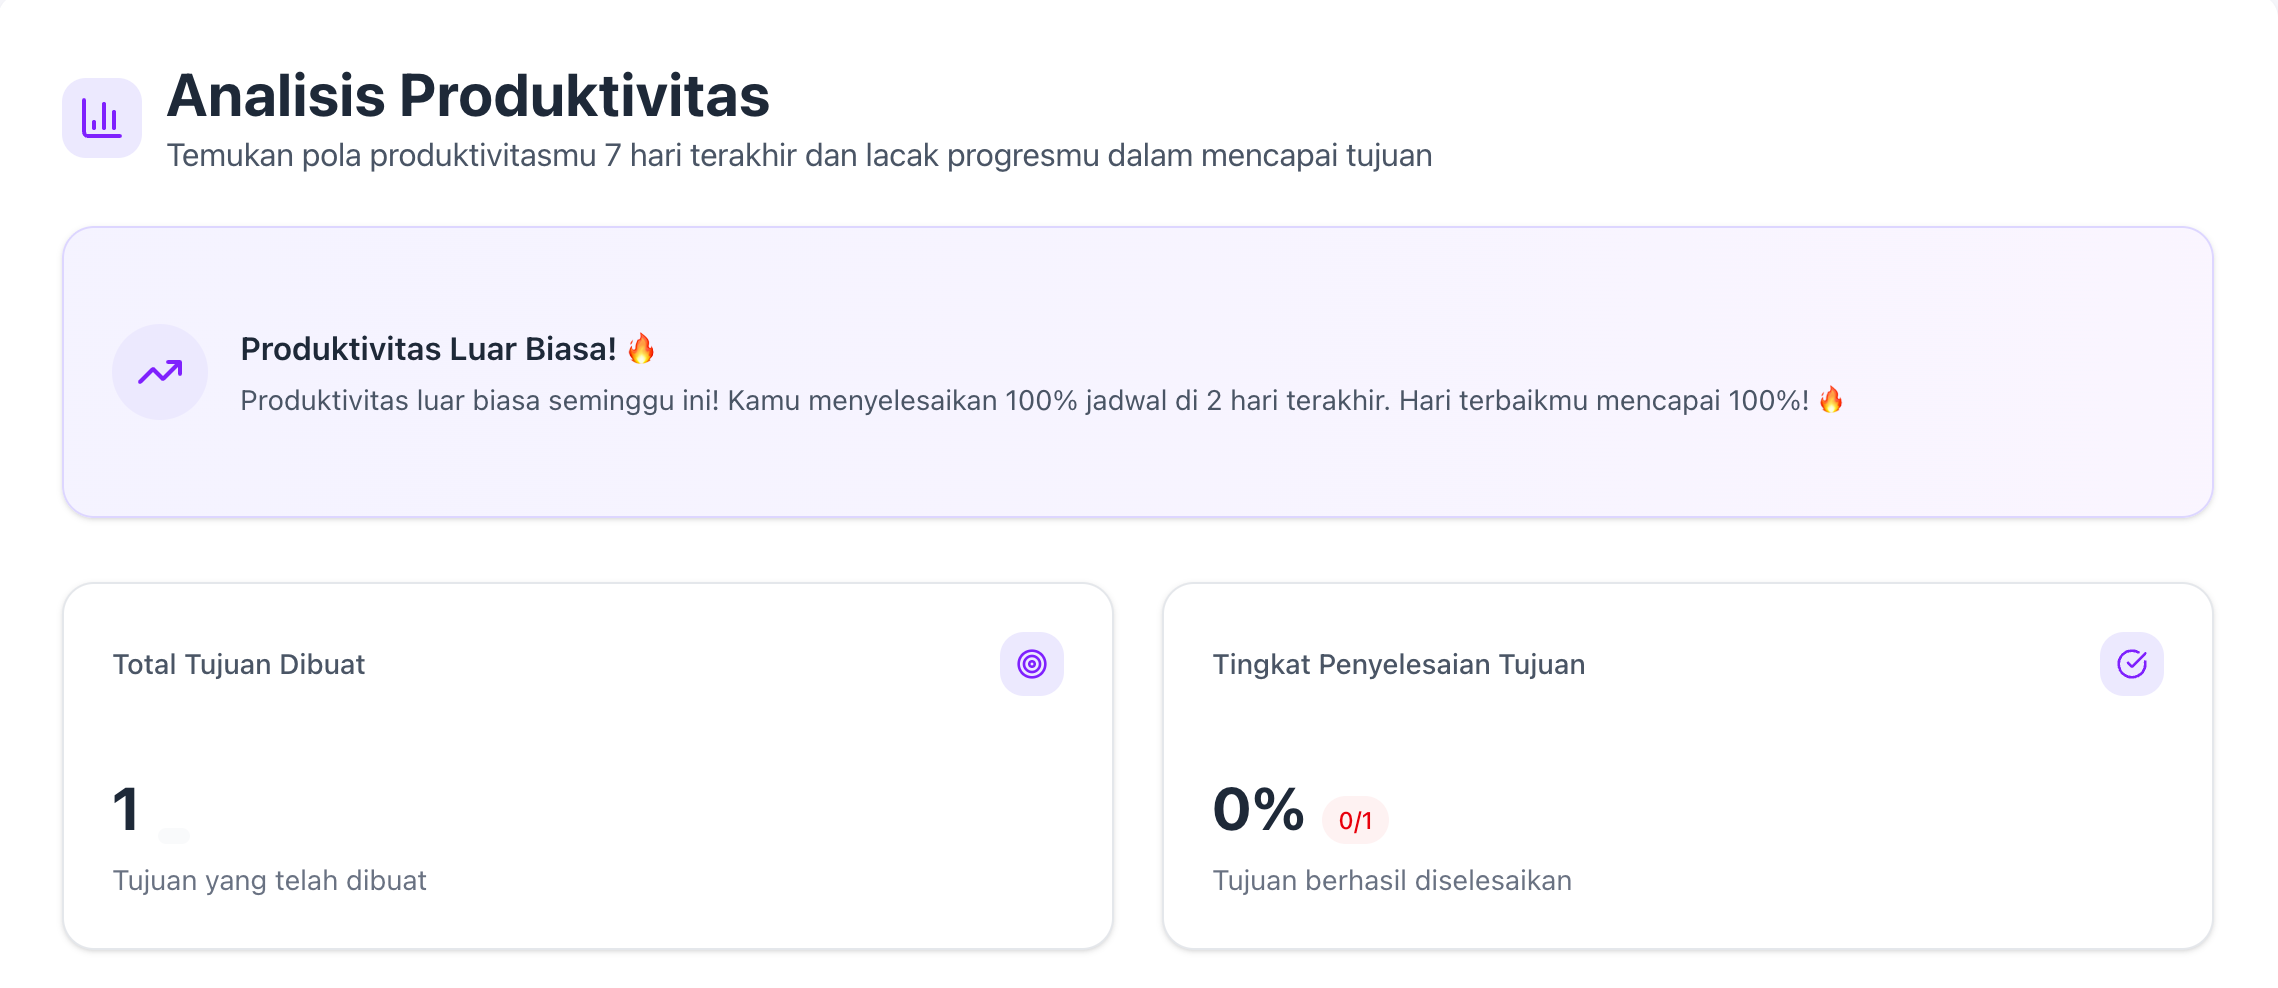 Analisis Produktivitas
Temukan pola produktivitasmu 7 hari terakhir dan lacak progresmu dalam mencapai tujuan
Produktivitas Luar Biasa! 🔥
Produktivitas luar biasa seminggu ini! Kamu menyelesaikan 100% jadwal di 2 hari terakhir. Hari terbaikmu mencapai 100%! 🔥
Total Tujuan Dibuat
1
Tujuan yang telah dibuat
Tingkat Penyelesaian Tujuan
0% 0/1
Tujuan berhasil diselesaikan